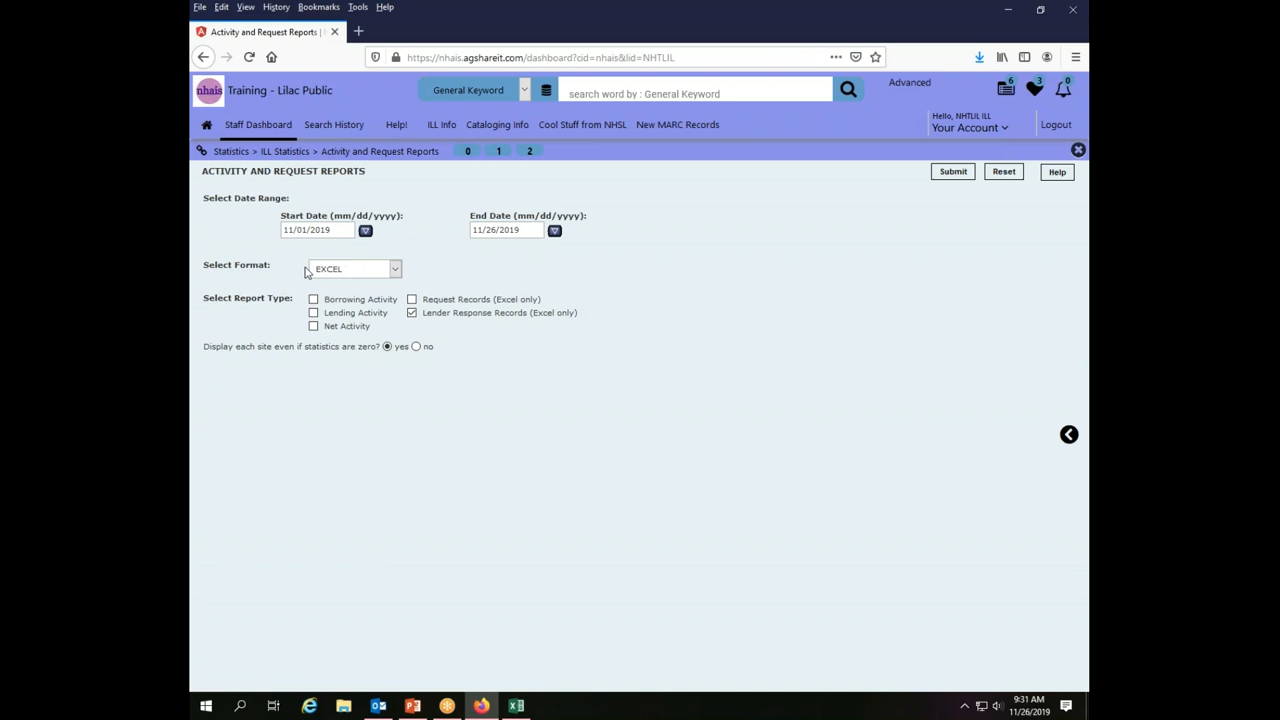 File Edit View History Bookmarks Tools Help
Activity and Request Reports |
https://nhais.agshareit.com/dashboard?cid=nhais&lid=NHTLIL
nhais Training - Lilac Public General Keyword search word by : General Keyword Advanced 6 3 0
Staff Dashboard Search History Help! ILL Info Cataloging Info Cool Stuff from NHSL New MARC Records Hello, NHTLIL ILL Your Account Logout
Statistics > ILL Statistics > Activity and Request Reports 0 1 2
ACTIVITY AND REQUEST REPORTS Submit Reset Help
Select Date Range:
Start Date (mm/dd/yyyy): End Date (mm/dd/yyyy):
11/01/2019 11/26/2019
Select Format: EXCEL
Select Report Type: Borrowing Activity Request Records (Excel only)
Lending Activity Lender Response Records (Excel only)
Net Activity
Display each site even if statistics are zero? yes no
9:31 AM
11/26/2019